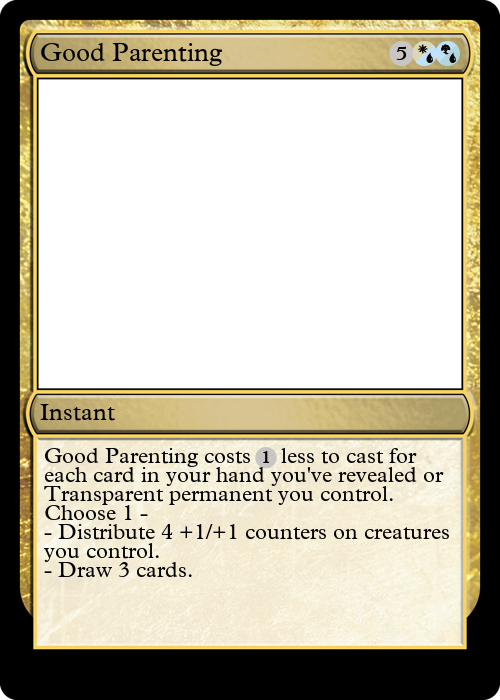 Good Parenting 5
Instant
Good Parenting costs 1 less to cast for
each card in your hand you've revealed or
Transparent permanent you control.
Choose 1 -
- Distribute 4 +1/+1 counters on creatures
you control.
- Draw 3 cards.